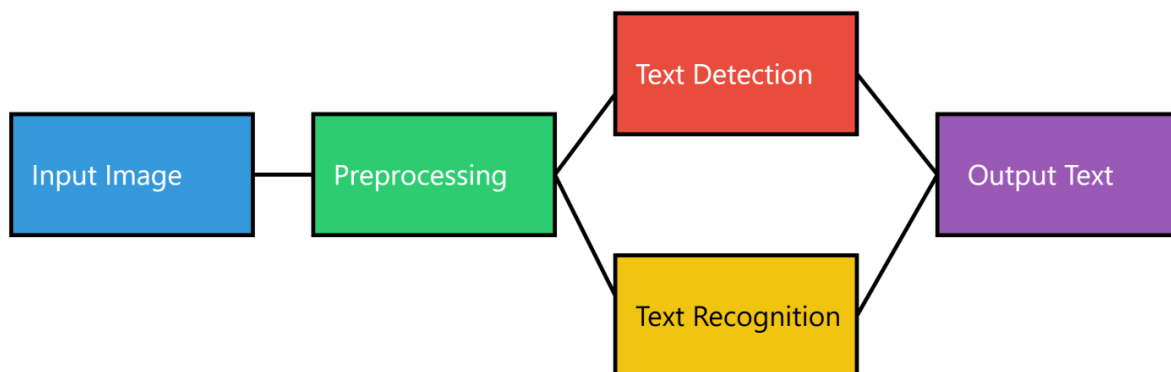 Input Image
Preprocessing
Text Detection
Text Recognition
Output Text